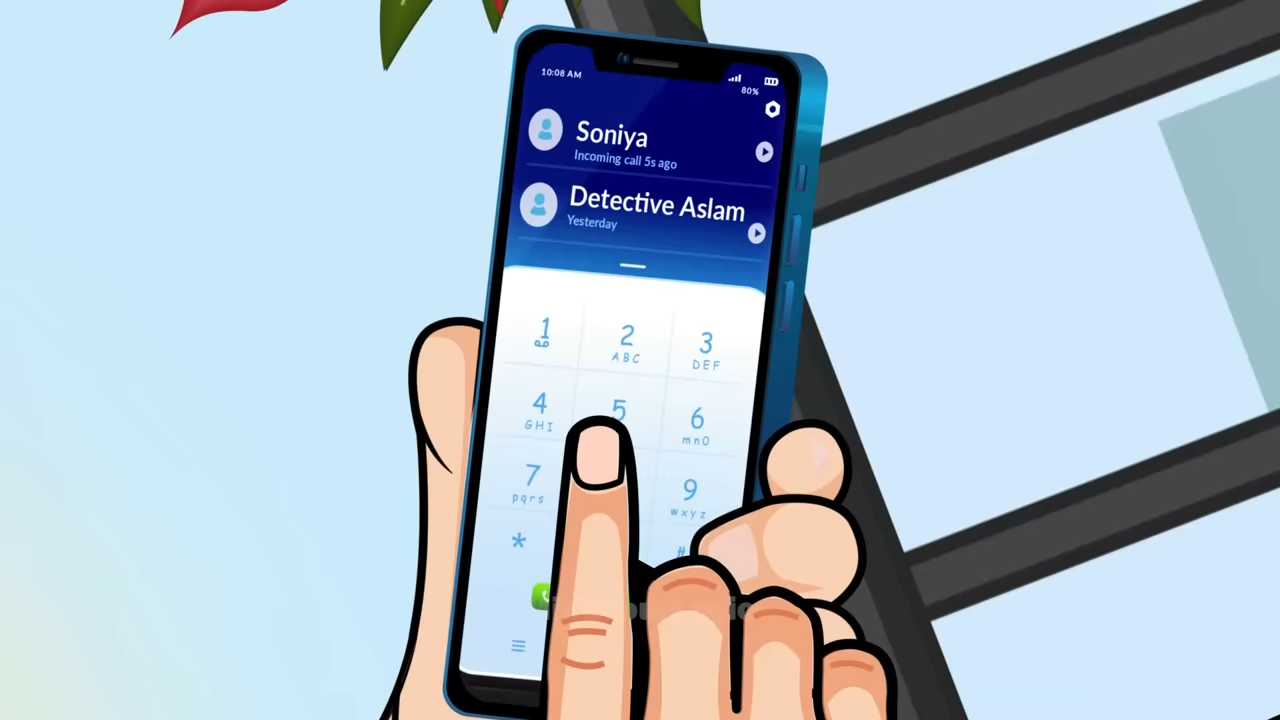 10:08 AM
80%
Soniya
Incoming call 5s ago
Detective Aslam
Yesterday
1 2 3
ABC DEF
4 5 6
GHI mnO
7 9
pqrs wxyz
* #